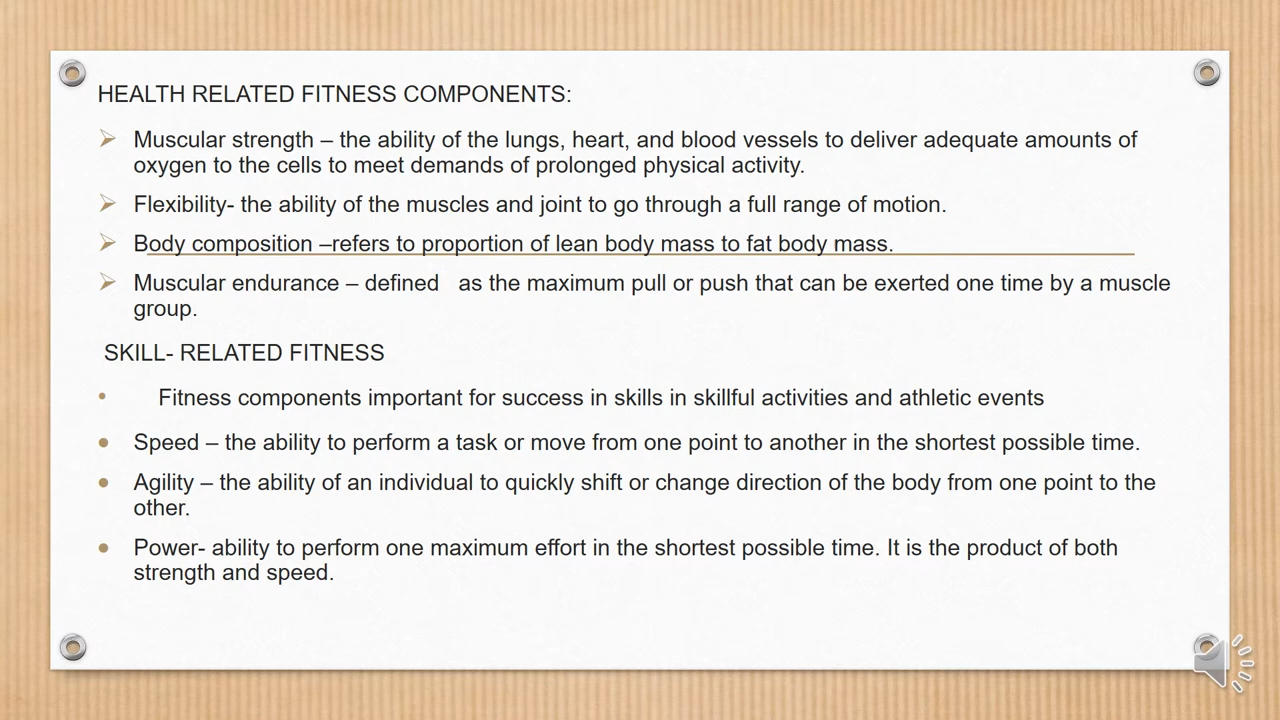 HEALTH RELATED FITNESS COMPONENTS:
Muscular strength – the ability of the lungs, heart, and blood vessels to deliver adequate amounts of
oxygen to the cells to meet demands of prolonged physical activity.
Flexibility- the ability of the muscles and joint to go through a full range of motion.
Body composition –refers to proportion of lean body mass to fat body mass.
Muscular endurance – defined as the maximum pull or push that can be exerted one time by a muscle
group.
SKILL- RELATED FITNESS
Fitness components important for success in skills in skillful activities and athletic events
Speed – the ability to perform a task or move from one point to another in the shortest possible time.
Agility – the ability of an individual to quickly shift or change direction of the body from one point to the
other.
Power- ability to perform one maximum effort in the shortest possible time. It is the product of both
strength and speed.